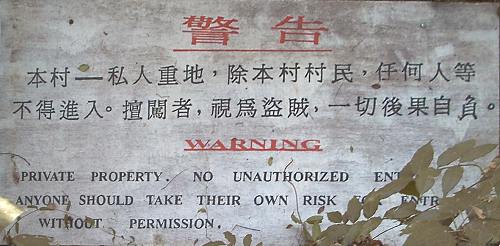 警告
本村——私人重地，除本村村民，任何人等
不得進入。擅闖者，視爲盜賊，一切後果自負。
WARNING
PRIVATE PROPERTY. NO UNAUTHORIZED
ANYONE SHOULD TAKE THEIR OWN RISK
WITHOUT PERMISSION.